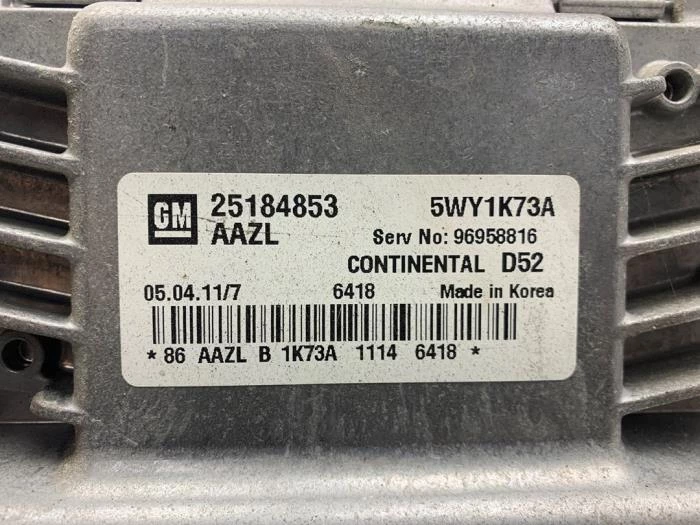 GM 25184853 5WY1K73A
AAZL Serv No: 96958816
CONTINENTAL D52
05.04.11/7 6418 Made in Korea
* 86 AAZL B 1K73A 1114 6418 *